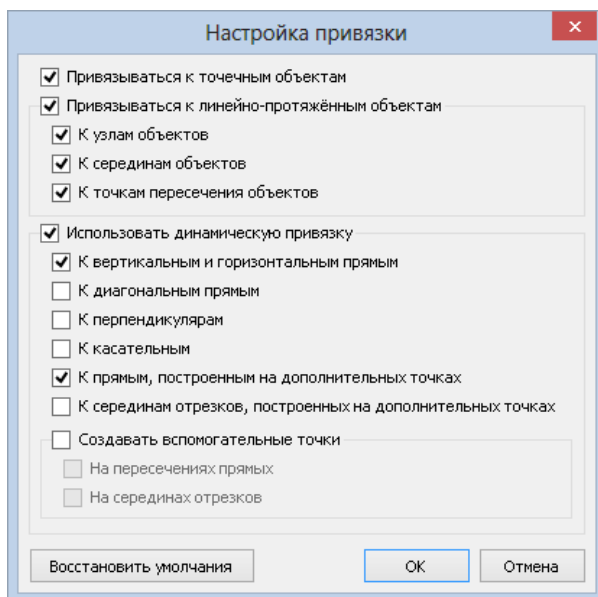 Настройка привязки
Привязываться к точечным объектам
Привязываться к линейно-протяжённым объектам
К узлам объектов
К серединам объектов
К точкам пересечения объектов
Использовать динамическую привязку
К вертикальным и горизонтальным прямым
К диагональным прямым
К перпендикулярам
К касательным
К прямым, построенным на дополнительных точках
К серединам отрезков, построенных на дополнительных точках
Создавать вспомогательные точки
На пересечениях прямых
На серединах отрезков
Восстановить умолчания
ОК
Отмена